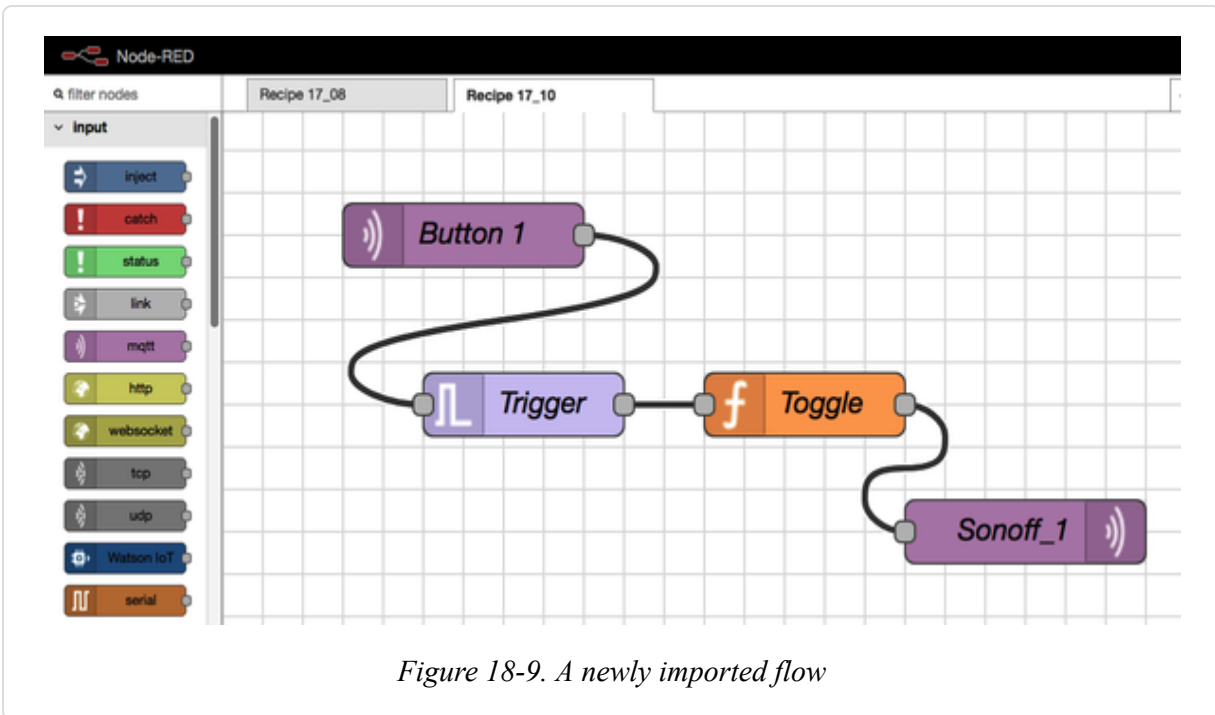 Node-RED
filter nodes
Recipe 17_08
Recipe 17_10
input
inject
catch
status
link
mqtt
http
websocket
tcp
udp
Watson IoT
serial
Button 1
Trigger
Toggle
Sonoff_1
Figure 18-9. A newly imported flow